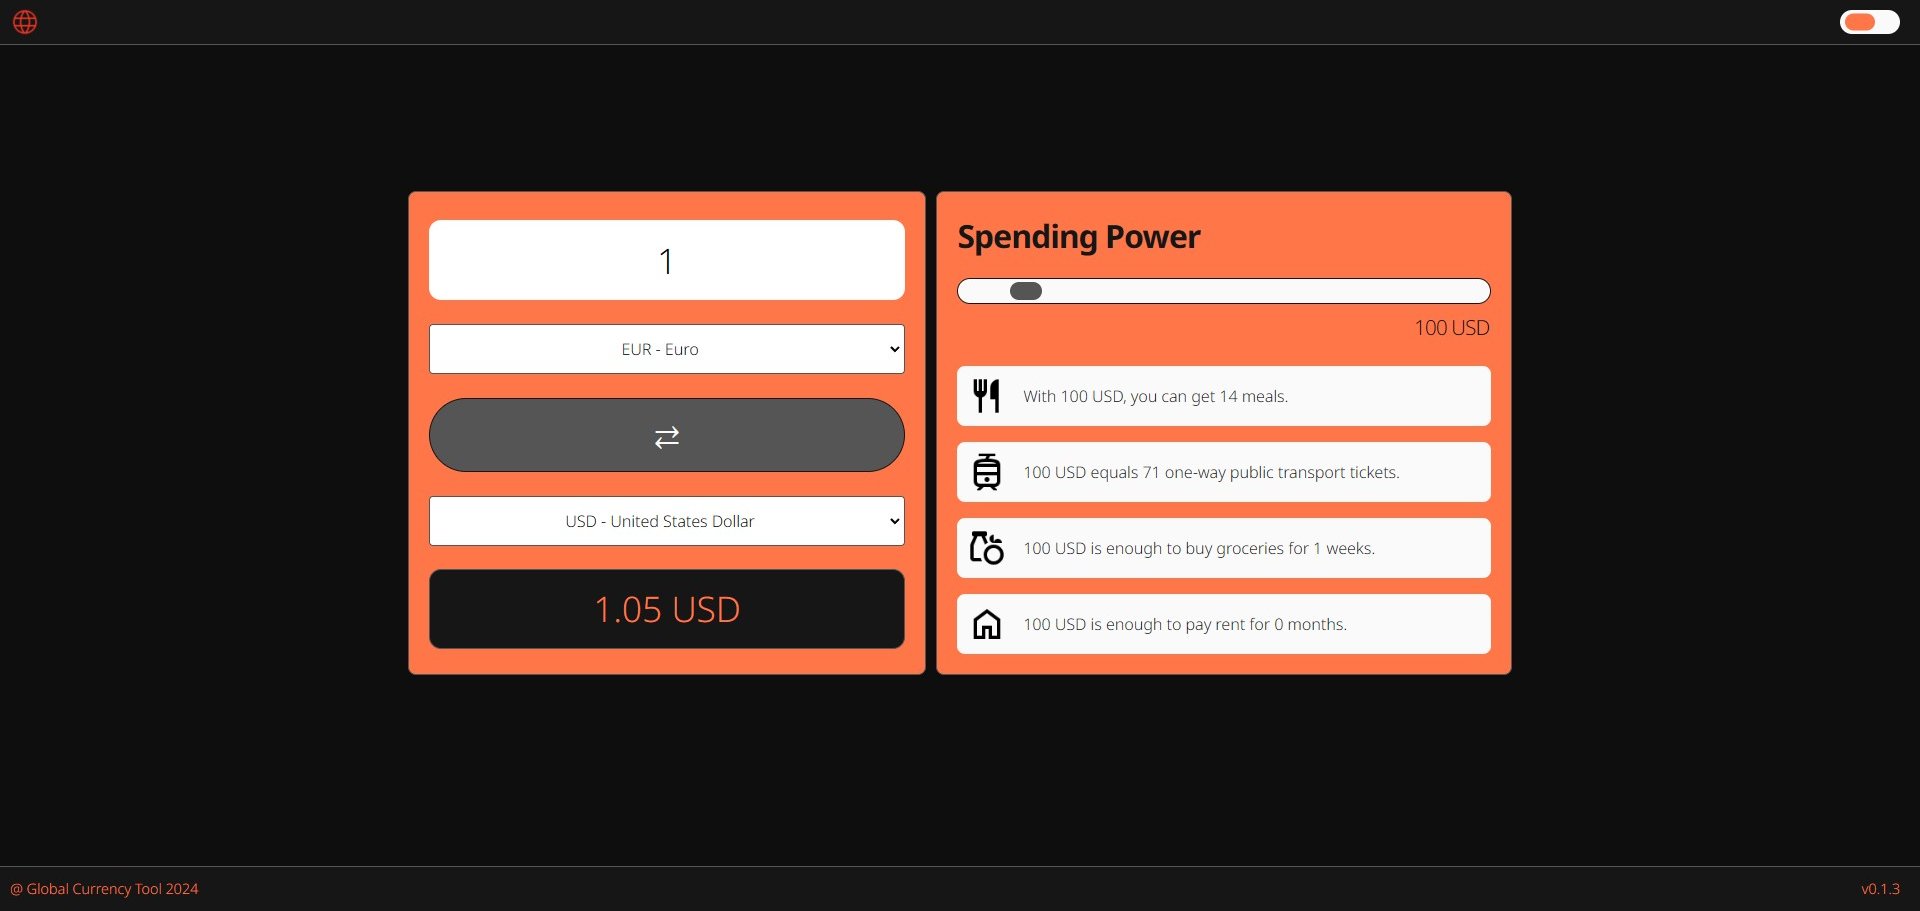 1
EUR - Euro
USD - United States Dollar
1.05 USD
Spending Power
100 USD
With 100 USD, you can get 14 meals.
100 USD equals 71 one-way public transport tickets.
100 USD is enough to buy groceries for 1 weeks.
100 USD is enough to pay rent for 0 months.
@ Global Currency Tool 2024
v0.1.3